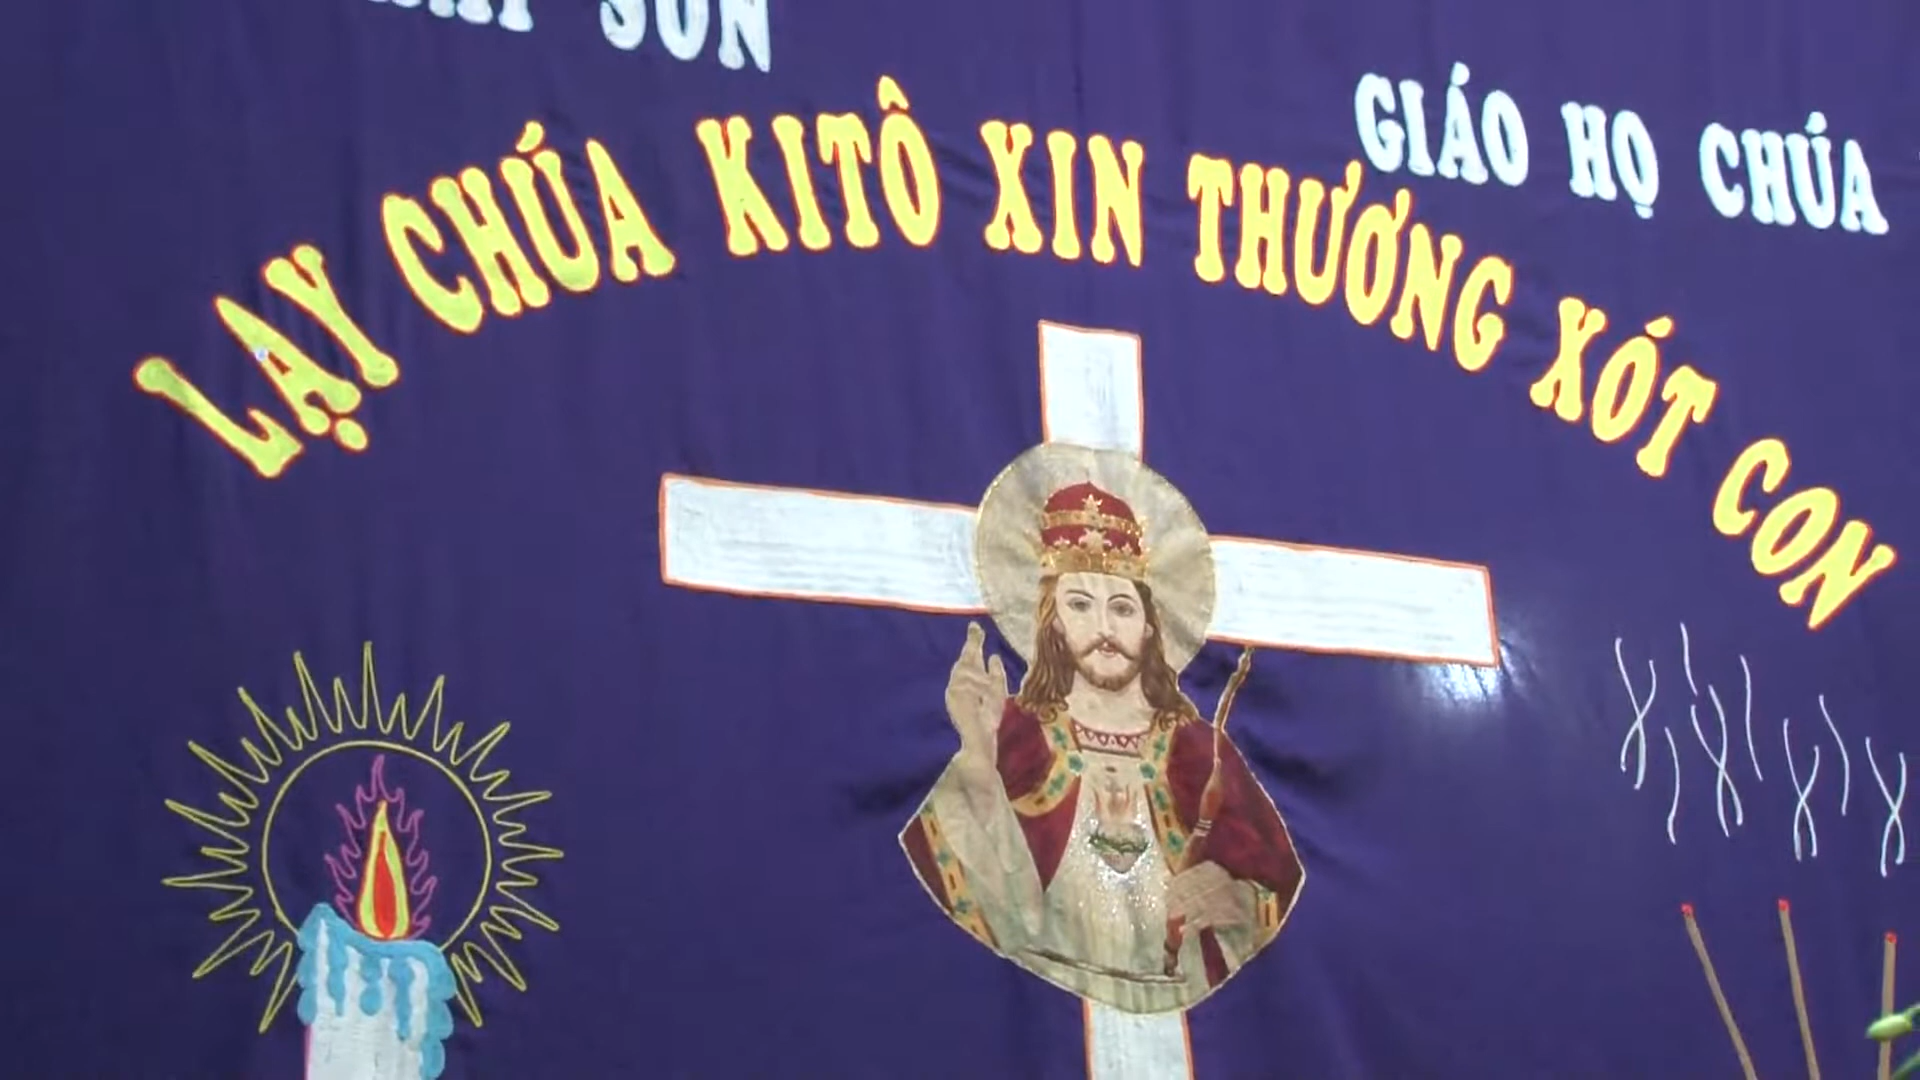 SƠN
GIÁO HỌ CHÚA
LẠY CHÚA KITÔ XIN THƯƠNG XÓT CON